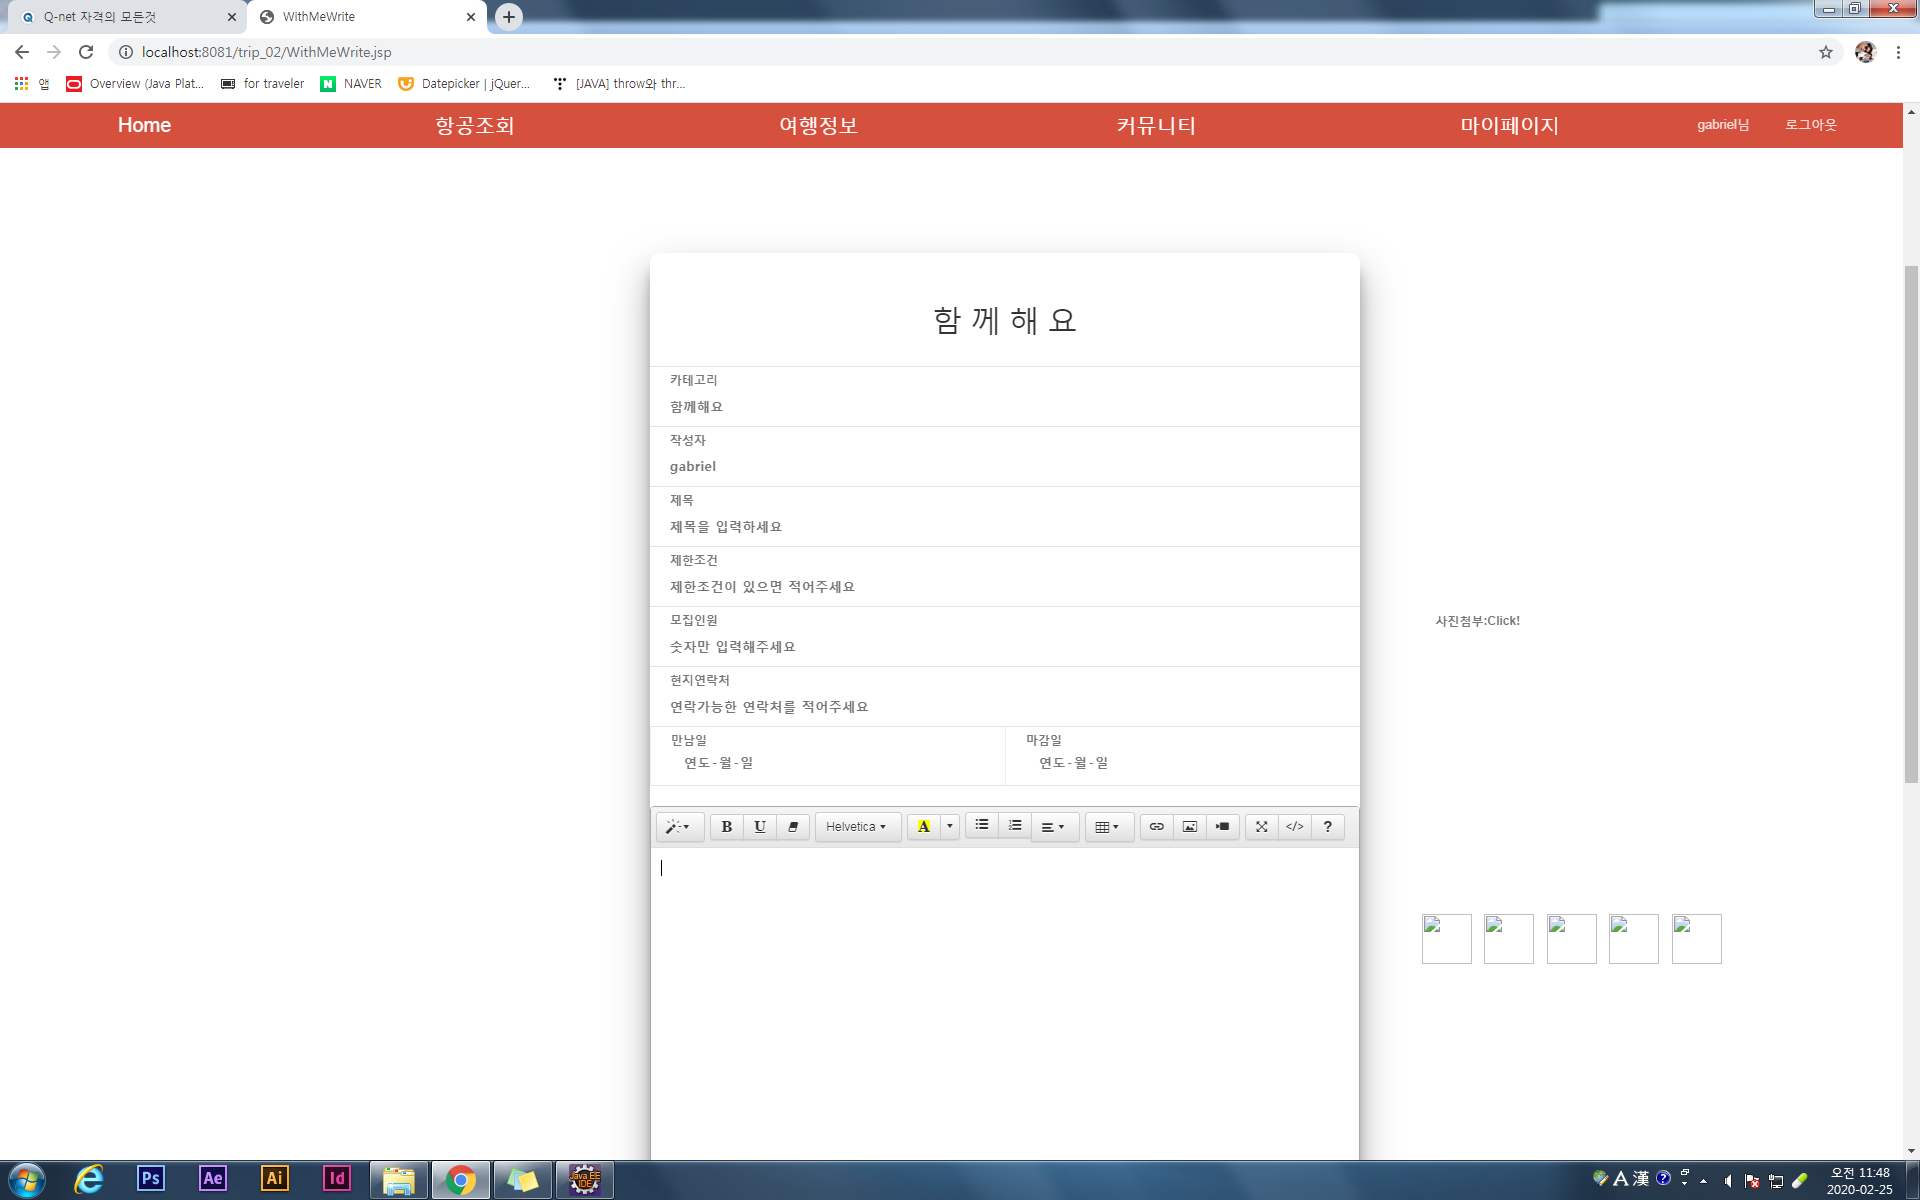 Q-net 자격의 모든것
WithMeWrite
localhost:8081/trip_02/WithMeWrite.jsp
앱 Overview (Java Plat... for traveler NAVER Datepicker | jQuer... [JAVA] throw와 thr...
Home 항공조회 여행정보 커뮤니티 마이페이지 gabriel님 로그아웃
함 께 해 요
카테고리
함께해요
작성자
gabriel
제목
제목을 입력하세요
제한조건
제한조건이 있으면 적어주세요
모집인원
숫자만 입력해주세요
사진첨부:Click!
현지연락처
연락가능한 연락처를 적어주세요
만남일 마감일
연도-월-일 연도-월-일
B U Helvetica A </> ?
Ps Ae Ai Id Java EE IDE A 漢 ? 오전 11:48
2020-02-25